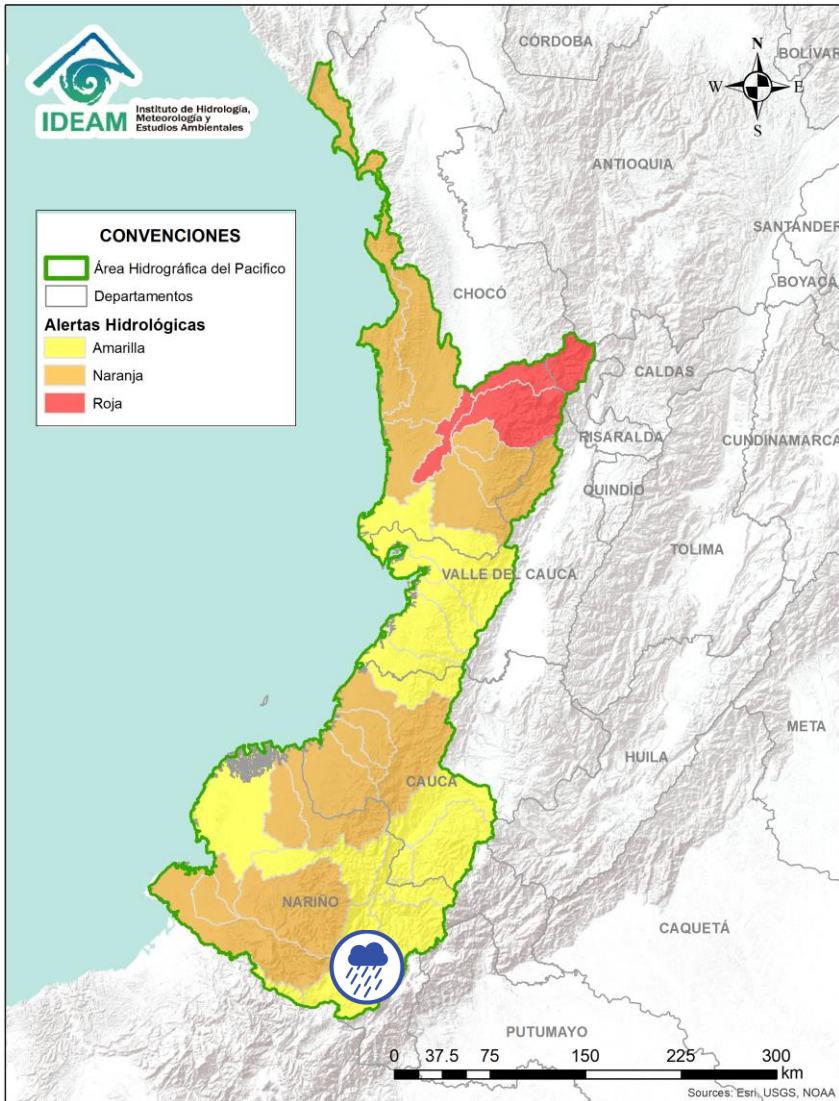 CÓRDOBA
BOLÍVAR
N
W E
S
IDEAM
Instituto de Hidrología,
Meteorología y
Estudios Ambientales
ANTIOQUIA
CONVENCIONES
Área Hidrográfica del Pacifico
Departamentos
Alertas Hidrológicas
Amarilla
Naranja
Roja
SANTANDER
BOYACÁ
CHOCÓ
CALDAS
RISARALDA
CUNDINAMARCA
QUINDÍO
TOLIMA
VALLE DEL CAUCA
META
HUILA
CAUCA
NARIÑO
CAQUETÁ
PUTUMAYO
0 37.5 75 150 225 300
km
Sources: Esri, USGS, NOAA